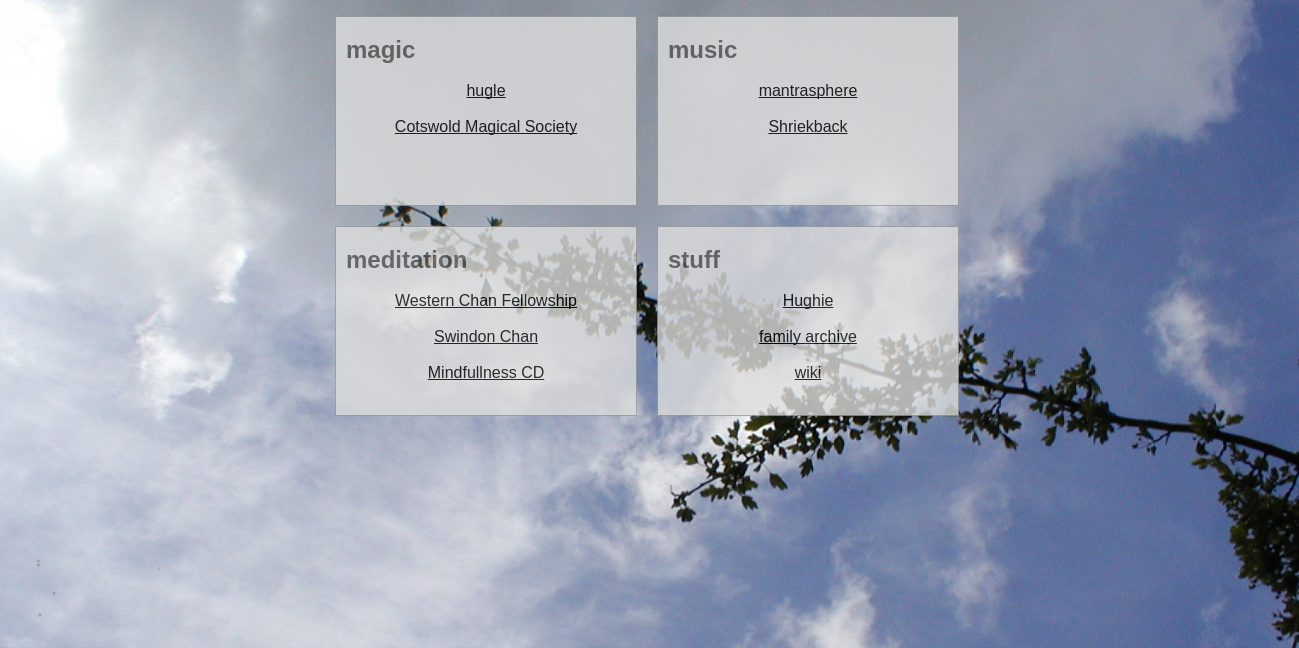 magic
hugle
Cotswold Magical Society
music
mantrasphere
Shriekback
meditation
Western Chan Fellowship
Swindon Chan
Mindfullness CD
stuff
Hughie
family archive
wiki